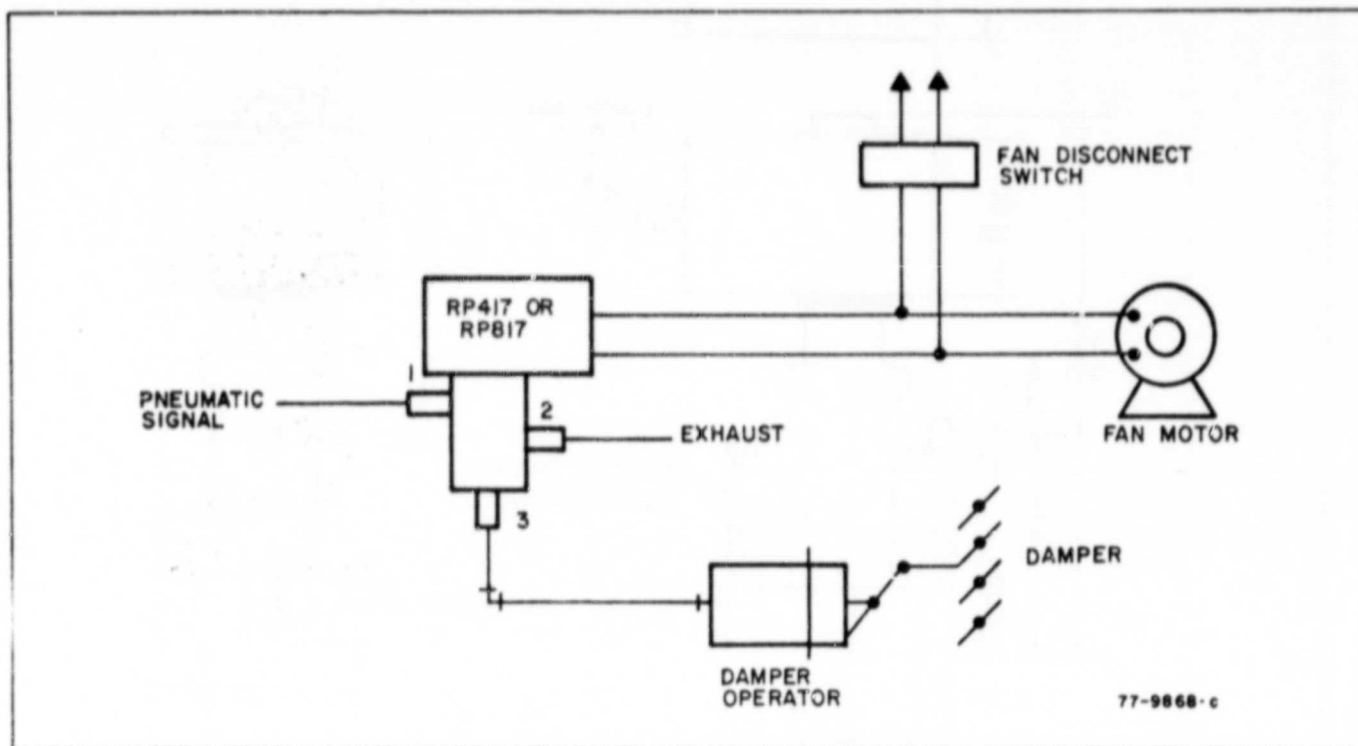 FAN DISCONNECT
SWITCH
RP417 OR
RP817
1
PNEUMATIC
SIGNAL
2
EXHAUST
FAN MOTOR
3
DAMPER
DAMPER
OPERATOR
77-9868-c